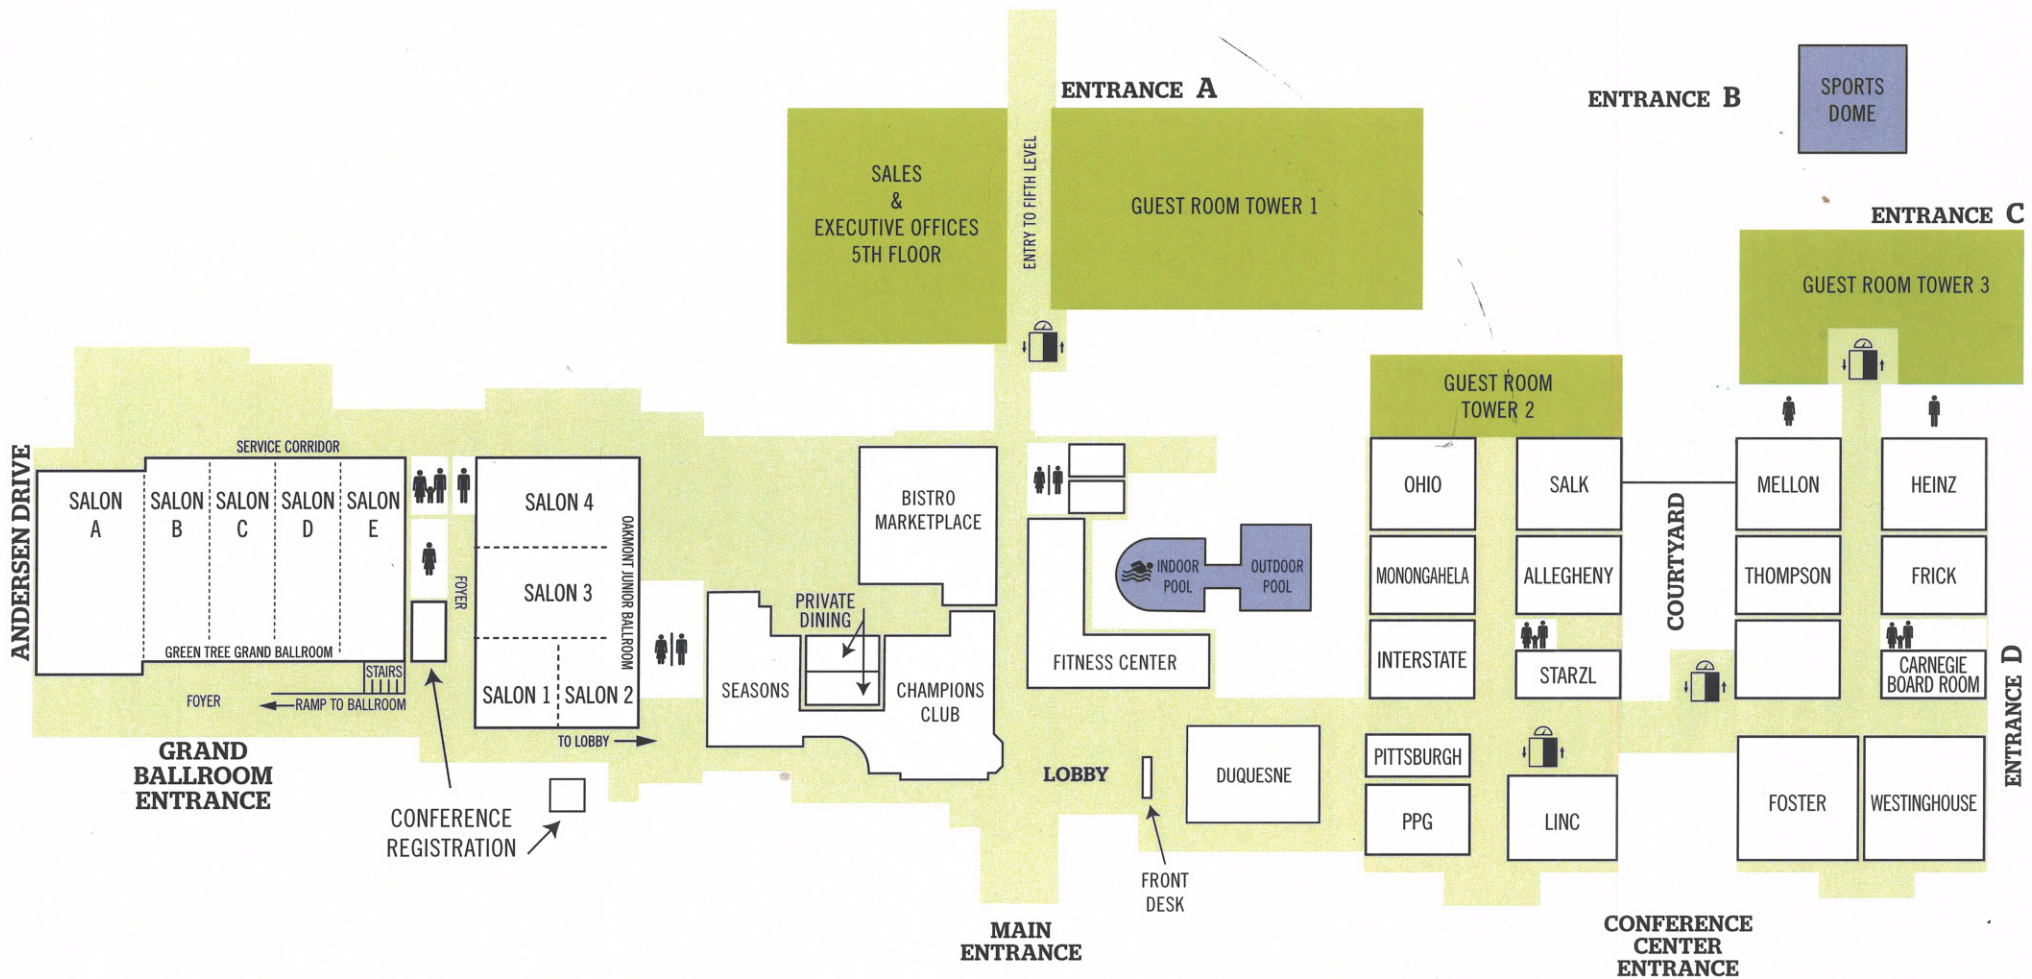 ENTRANCE A
ENTRANCE B
SPORTS
DOME
SALES
&
EXECUTIVE OFFICES
5TH FLOOR
ENTRY TO FIFTH LEVEL
GUEST ROOM TOWER 1
ENTRANCE C
GUEST ROOM TOWER 3
GUEST ROOM
TOWER 2
ANDERSEN DRIVE
SERVICE CORRIDOR
SALON
A
SALON
B
SALON
C
SALON
D
SALON
E
GREEN TREE GRAND BALLROOM
STAIRS
FOYER
RAMP TO BALLROOM
FOYER
SALON 4
SALON 3
SALON 1
SALON 2
OAKMONT JUNIOR BALLROOM
TO LOBBY
GRAND
BALLROOM
ENTRANCE
CONFERENCE
REGISTRATION
BISTRO
MARKETPLACE
PRIVATE
DINING
SEASONS
CHAMPIONS
CLUB
INDOOR
POOL
OUTDOOR
POOL
FITNESS CENTER
LOBBY
FRONT
DESK
MAIN
ENTRANCE
DUQUESNE
OHIO
SALK
MONONGAHELA
ALLEGHENY
INTERSTATE
STARZL
PITTSBURGH
PPG
LINC
COURTYARD
MELLON
HEINZ
THOMPSON
FRICK
CARNEGIE
BOARD ROOM
FOSTER
WESTINGHOUSE
ENTRANCE D
CONFERENCE
CENTER
ENTRANCE